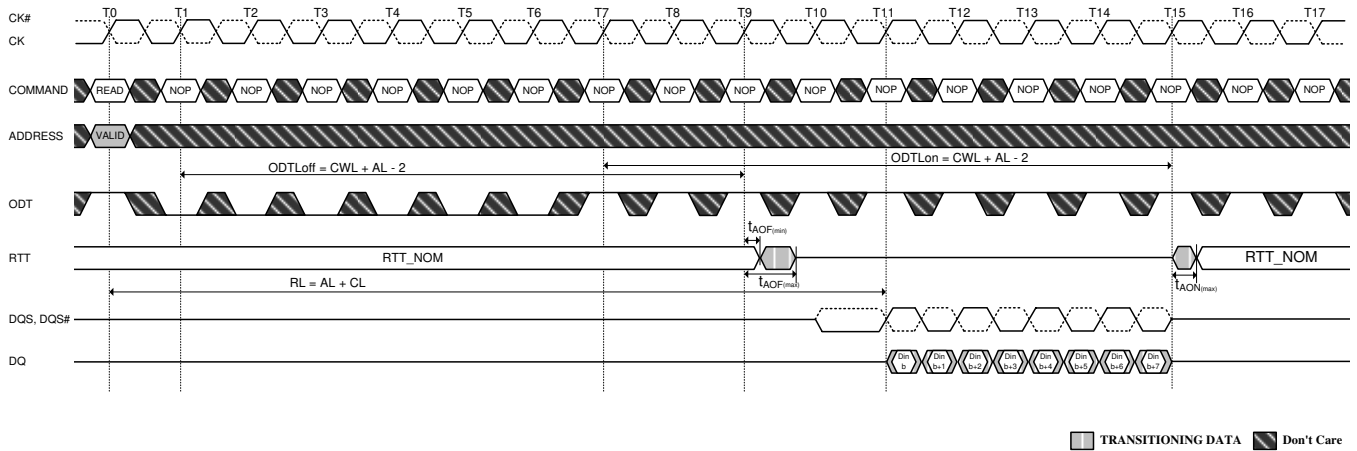 CK# T0 T1 T2 T3 T4 T5 T6 T7 T8 T9 T10 T11 T12 T13 T14 T15 T16 T17
CK
COMMAND READ NOP NOP NOP NOP NOP NOP NOP NOP NOP NOP NOP NOP NOP NOP NOP NOP NOP
ADDRESS VALID
ODTLoff = CWL + AL - 2 ODTLon = CWL + AL - 2
ODT
tAOF(min)
RTT RTT_NOM RTT_NOM
RL = AL + CL tAOF(max) tAON(max)
DQS, DQS#
DQ Din b Din b+1 Din b+2 Din b+3 Din b+4 Din b+5 Din b+6 Din b+7
TRANSITIONING DATA Don't Care